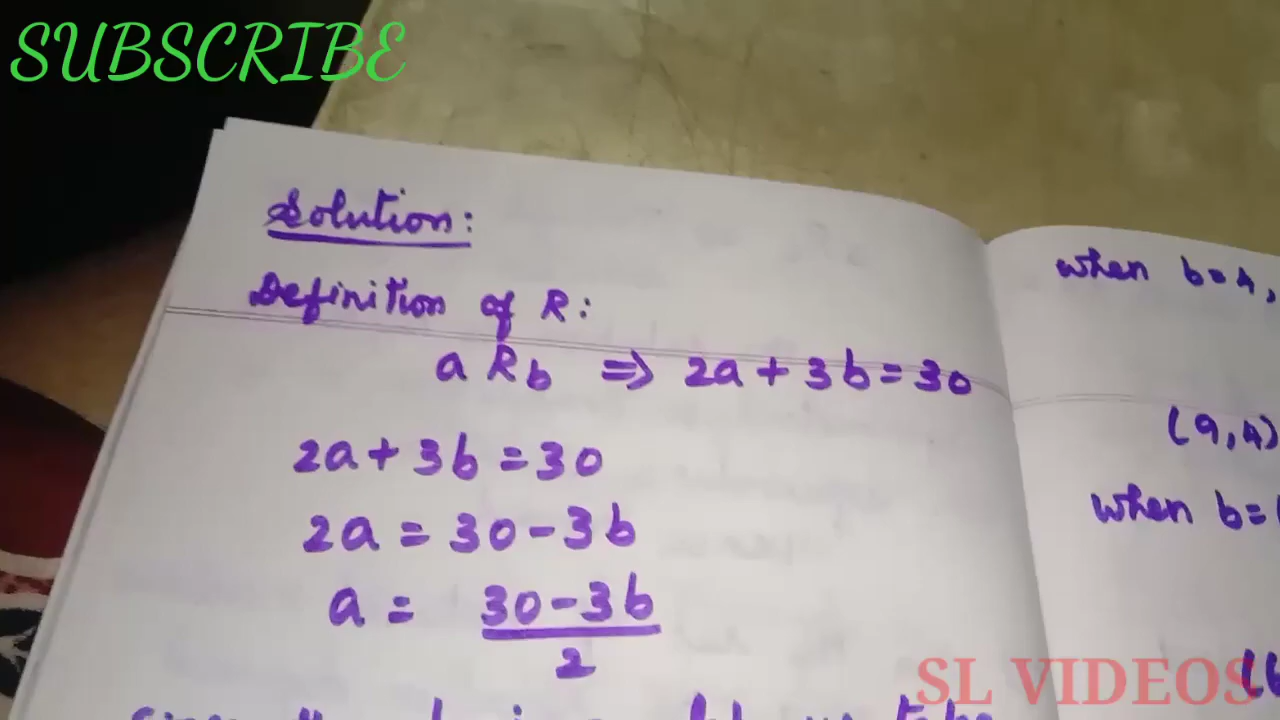 SUBSCRIBE
Solution:
Definition of R:
a R b ⇒ 2a + 3b = 30
2a + 3b = 30
2a = 30 - 3b
a = 30 - 3b
2
when b = 4,
(9,4)
when b =
SL VIDEOS